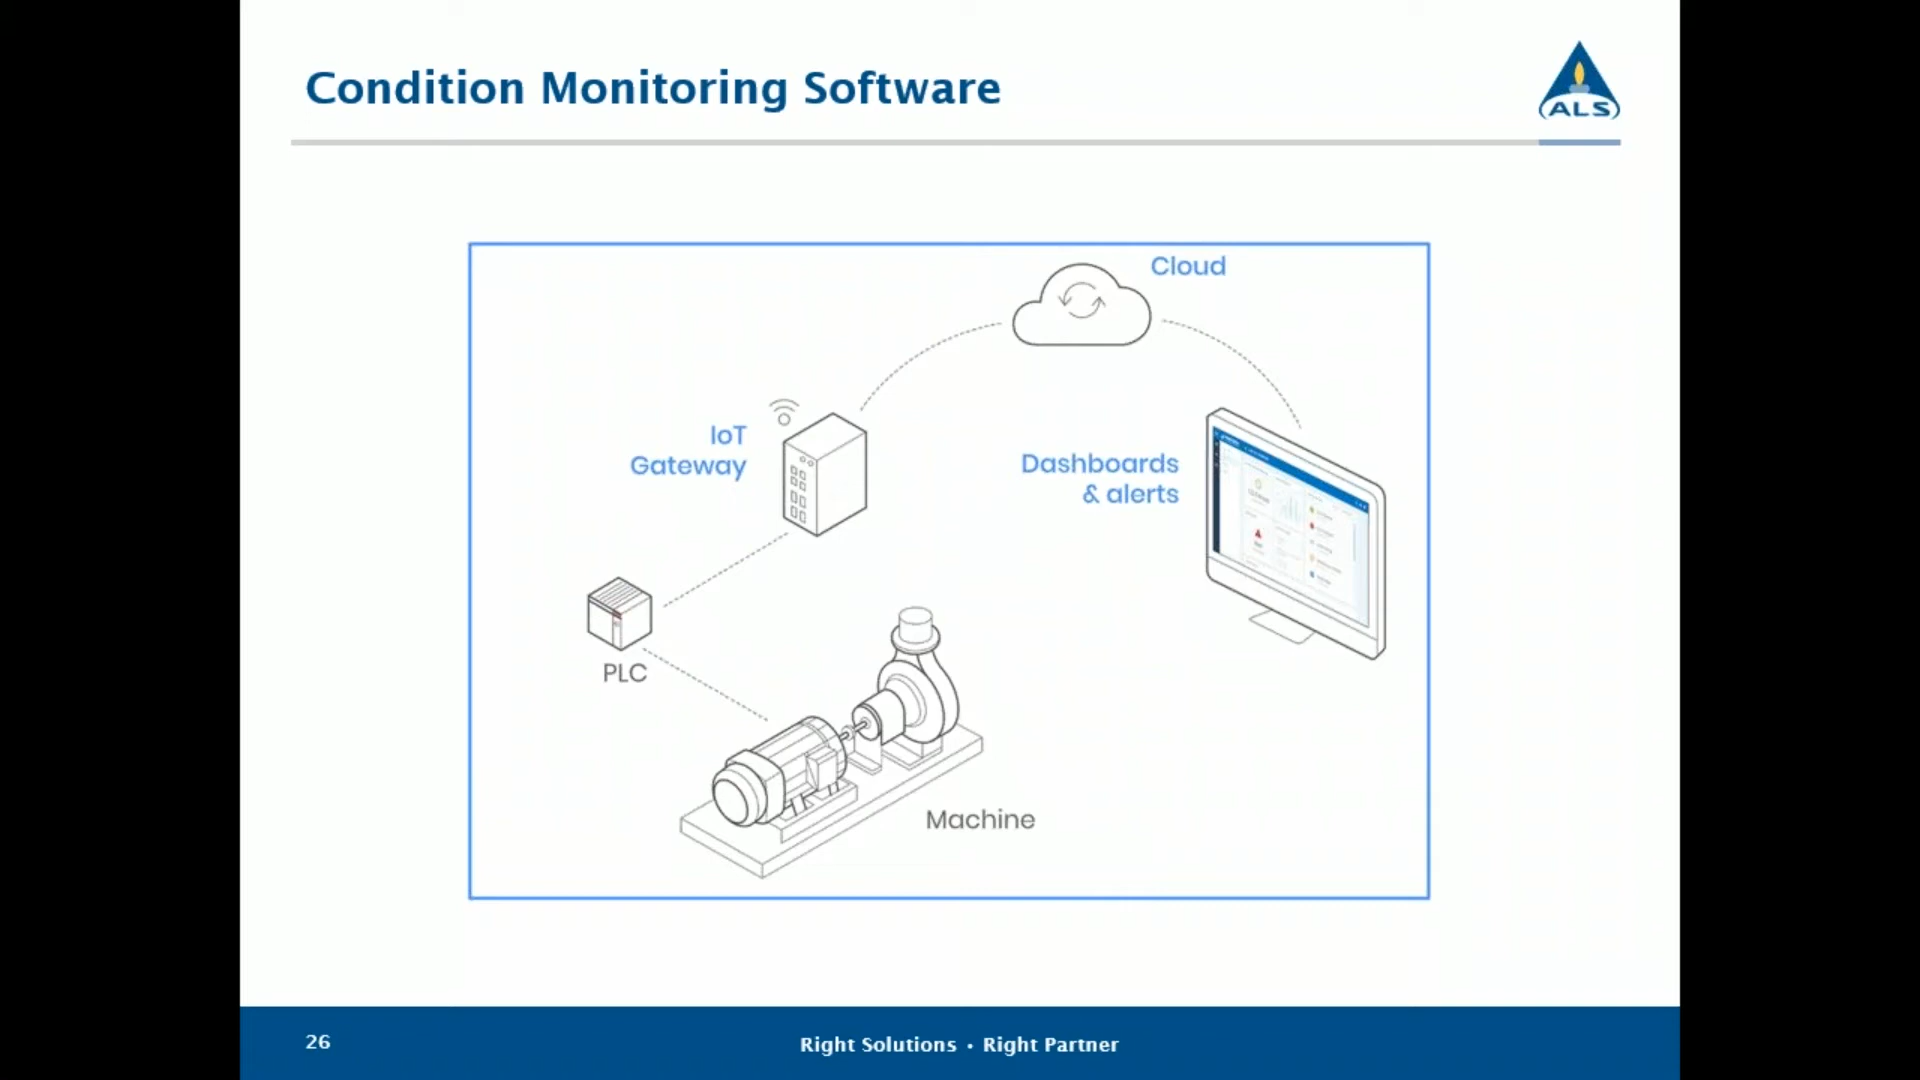 Condition Monitoring Software
ALS
Cloud
IoT
Gateway
Dashboards
& alerts
PLC
Machine
26
Right Solutions • Right Partner